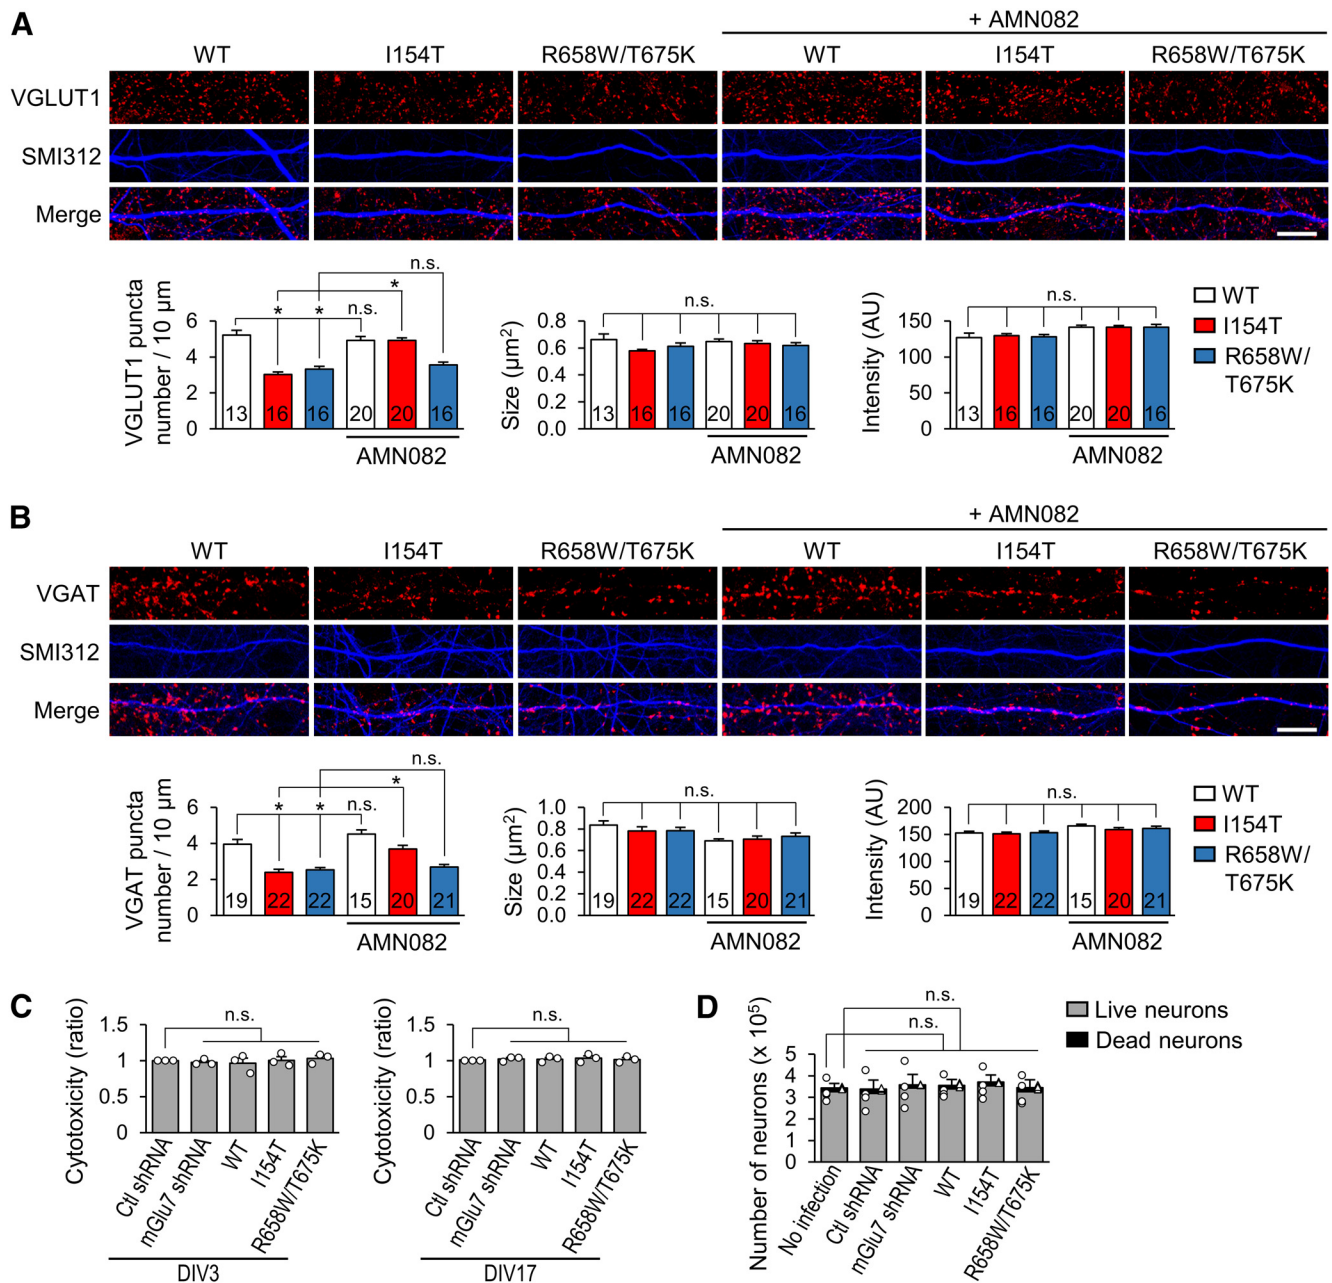 A
+ AMN082
WT I154T R658W/T675K WT I154T R658W/T675K
VGLUT1
SMI312
Merge
VGLUT1 puncta
number / 10 µm
6
4
2
0
* * n.s. * n.s.
13 16 16 20 20 16
AMN082
Size (µm²)
0.8
0.6
0.4
0.2
0.0
n.s.
13 16 16 20 20 16
AMN082
Intensity (AU)
150
100
50
0
n.s.
13 16 16 20 20 16
AMN082
WT
I154T
R658W/
T675K
B
+ AMN082
WT I154T R658W/T675K WT I154T R658W/T675K
VGAT
SMI312
Merge
VGAT puncta
number / 10 µm
6
4
2
0
* * n.s. * n.s.
19 22 22 15 20 21
AMN082
Size (µm²)
1.0
0.8
0.6
0.4
0.2
0.0
n.s.
19 22 22 15 20 21
AMN082
Intensity (AU)
200
150
100
50
0
n.s.
19 22 22 15 20 21
AMN082
WT
I154T
R658W/
T675K
C
Cytotoxicity (ratio)
1.5
1
0.5
0
n.s.
Ctl shRNA
mGlu7 shRNA
WT
I154T
R658W/T675K
DIV3
Cytotoxicity (ratio)
1.5
1
0.5
0
n.s.
Ctl shRNA
mGlu7 shRNA
WT
I154T
R658W/T675K
DIV17
D
Number of neurons (x 10⁵)
5
4
3
2
1
0
n.s.
n.s.
No infection
Ctl shRNA
mGlu7 shRNA
WT
I154T
R658W/T675K
Live neurons
Dead neurons